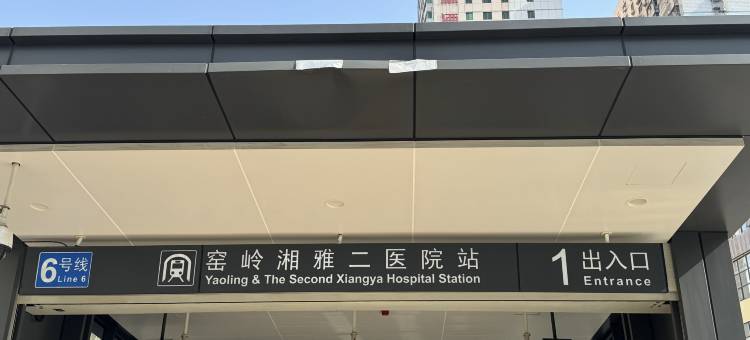 6号线
Line 6
窑岭湘雅二医院站
Yaoling & The Second Xiangya Hospital Station
1 出入口
Entrance